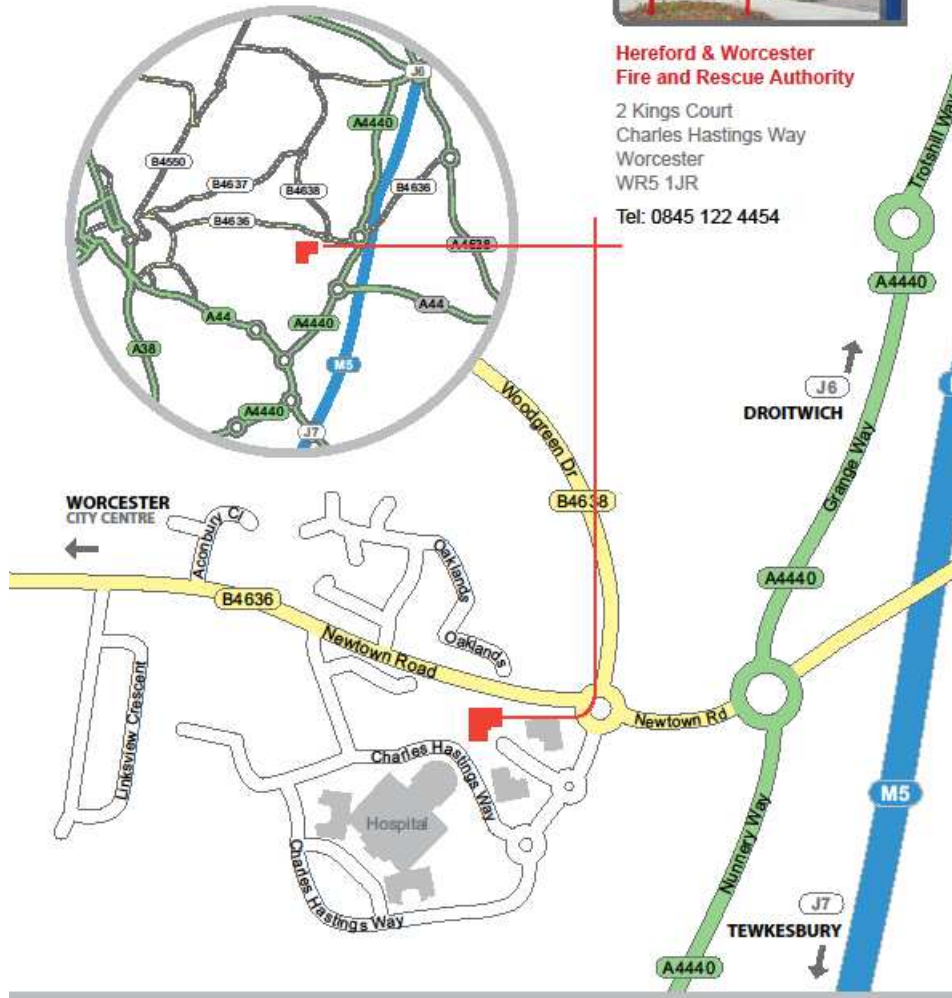 Hereford & Worcester
Fire and Rescue Authority
2 Kings Court
Charles Hastings Way
Worcester
WR5 1JR
Tel: 0845 122 4454
J6
A4440
B4550
B4637
B4638
B4636
B4636
A4538
A44
A44
A4440
A38
M5
A4440
J7
Trotshill Way
A4440
J6
DROITWICH
Woodgreen Dr
B4638
Grange Way
WORCESTER
CITY CENTRE
Aconbury Cl
Oaklands
A4440
B4636
Newtown Road
Oaklands
Linksview Crescent
Newtown Rd
Charles Hastings Way
Hospital
M5
Nunnery Way
Charles Hastings Way
J7
TEWKESBURY
A4440